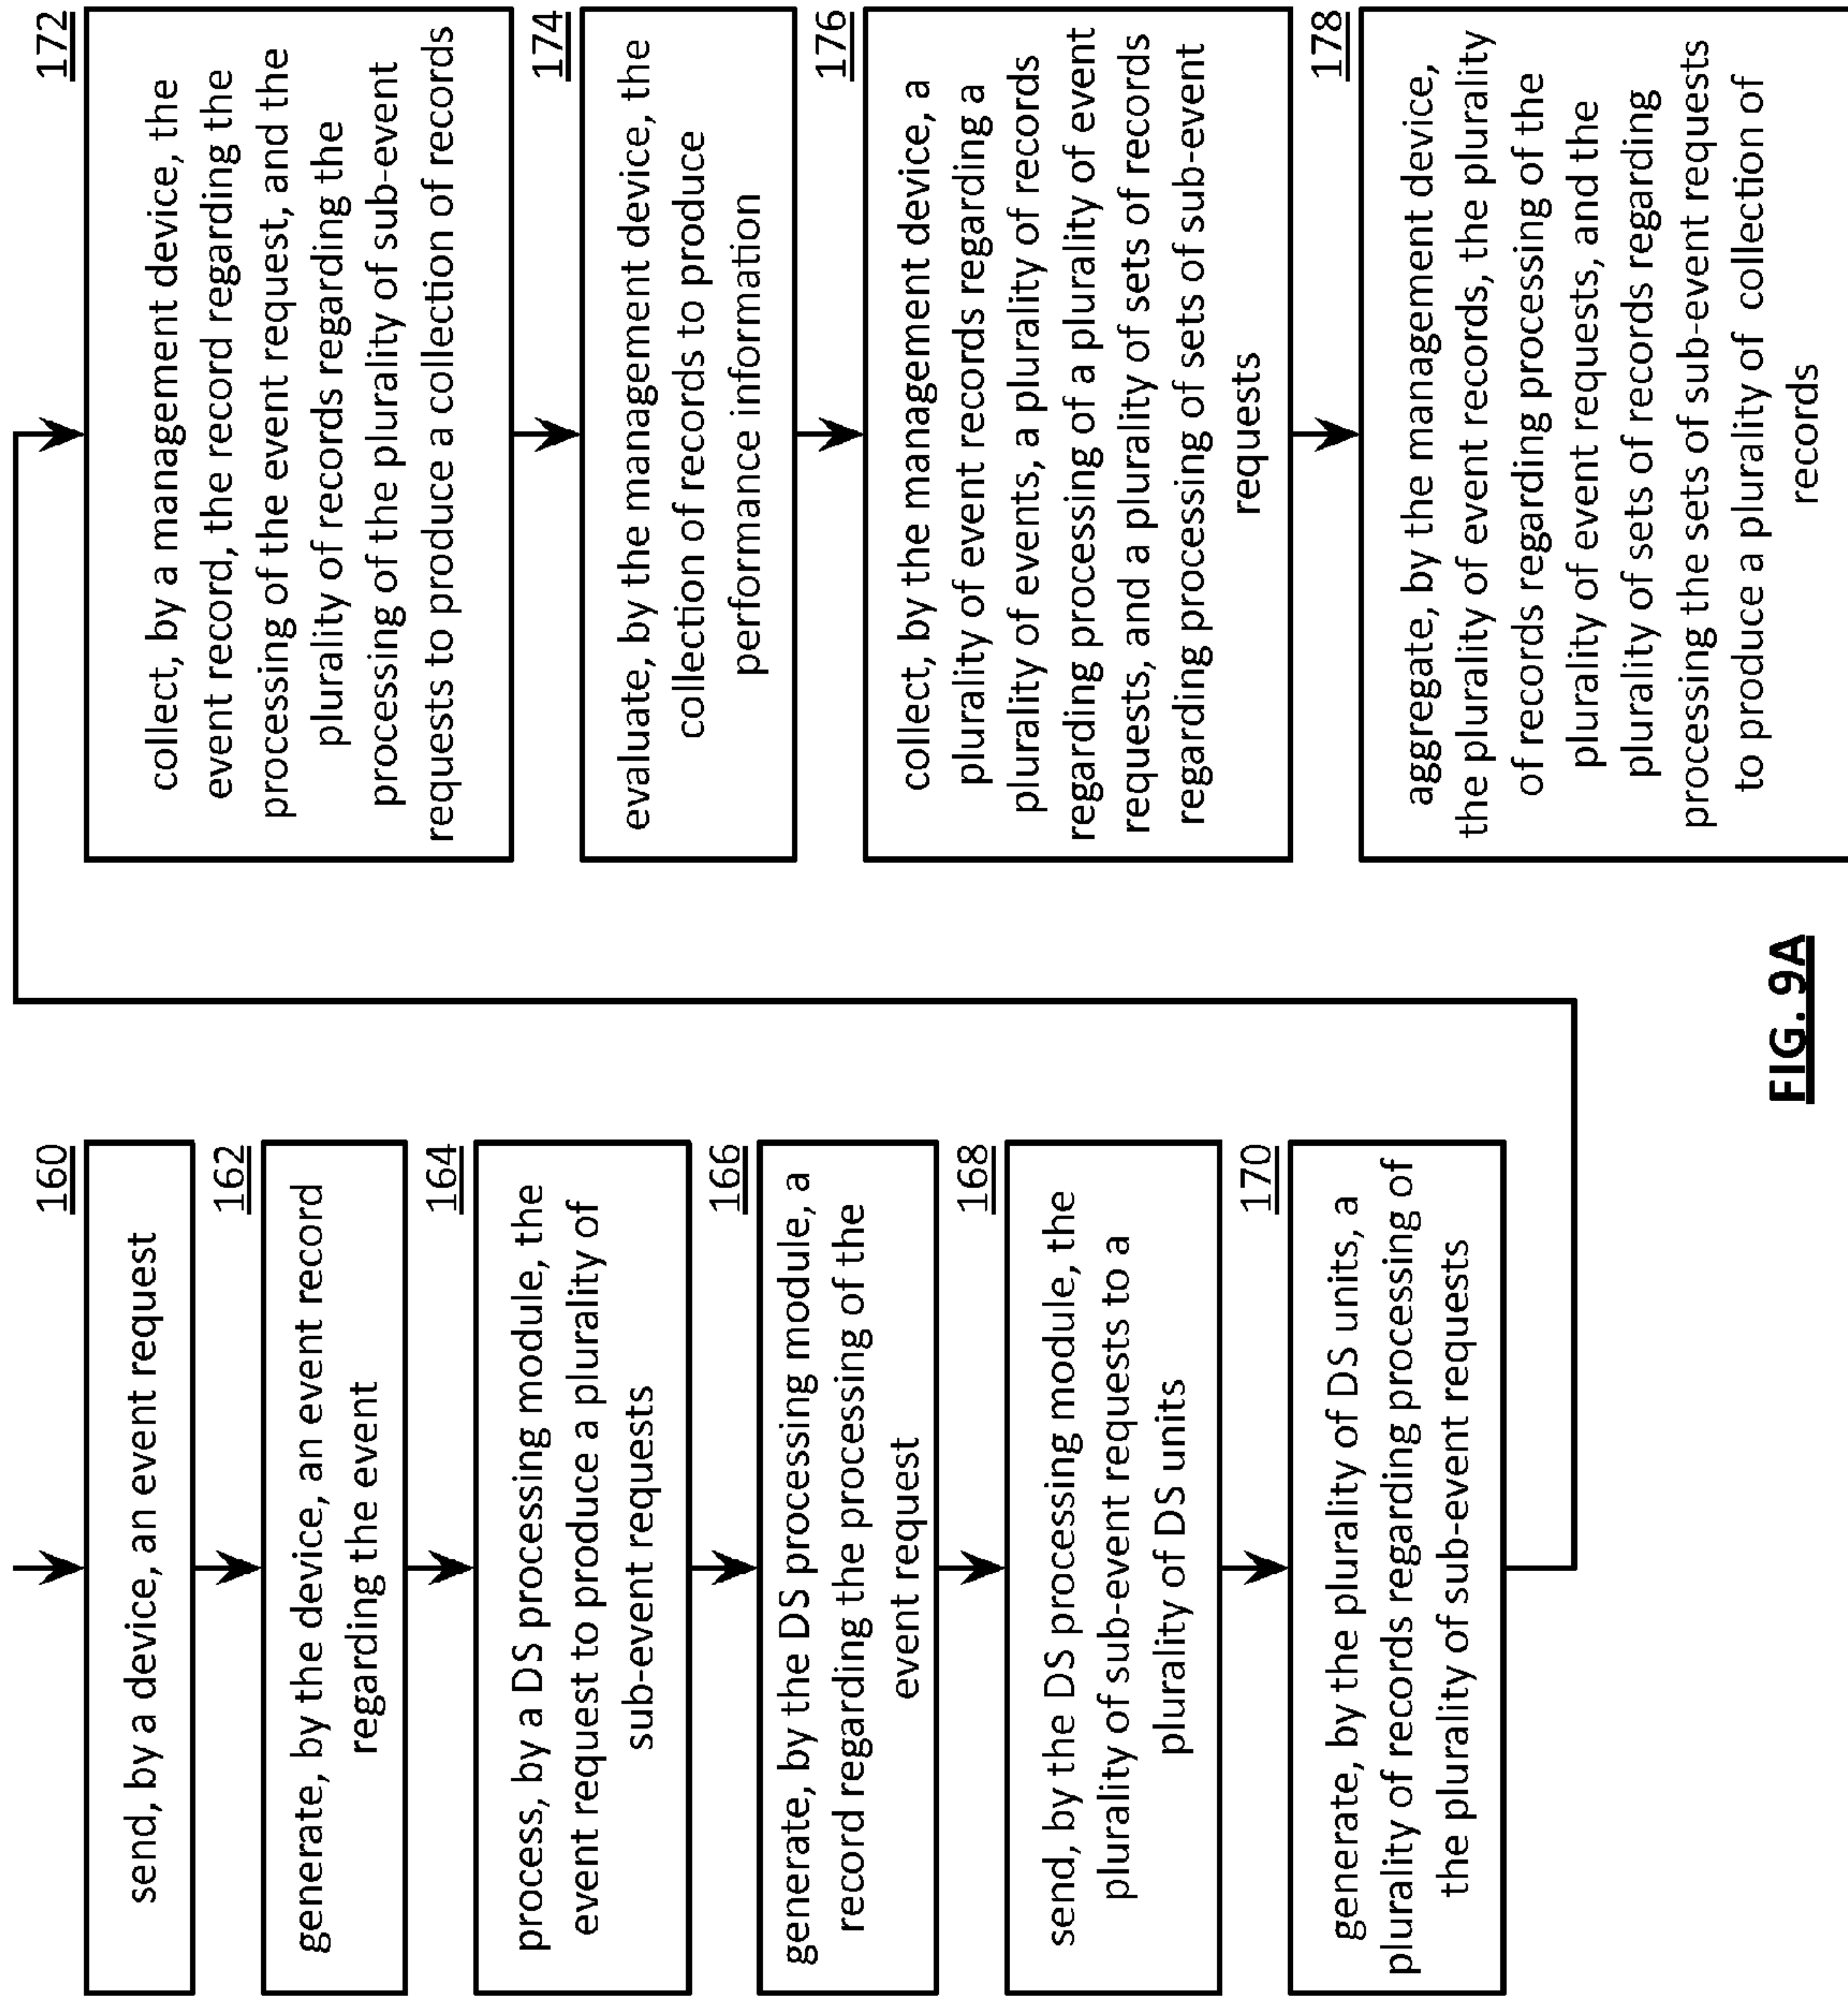 160
send, by a device, an event request
162
generate, by the device, an event record
regarding the event
164
process, by a DS processing module, the
event request to produce a plurality of
sub-event requests
166
generate, by the DS processing module, a
record regarding the processing of the
event request
168
send, by the DS processing module, the
plurality of sub-event requests to a
plurality of DS units
170
generate, by the plurality of DS units, a
plurality of records regarding processing of
the plurality of sub-event requests
172
collect, by a management device, the
event record, the record regarding the
processing of the event request, and the
plurality of records regarding the
processing of the plurality of sub-event
requests to produce a collection of records
174
evaluate, by the management device, the
collection of records to produce
performance information
176
collect, by the management device, a
plurality of event records regarding a
plurality of events, a plurality of records
regarding processing of a plurality of event
requests, and a plurality of sets of records
regarding processing of sets of sub-event
requests
178
aggregate, by the management device,
the plurality of event records, the plurality
of records regarding processing of the
plurality of event requests, and the
plurality of sets of records regarding
processing the sets of sub-event requests
to produce a plurality of collection of
records
FIG. 9A